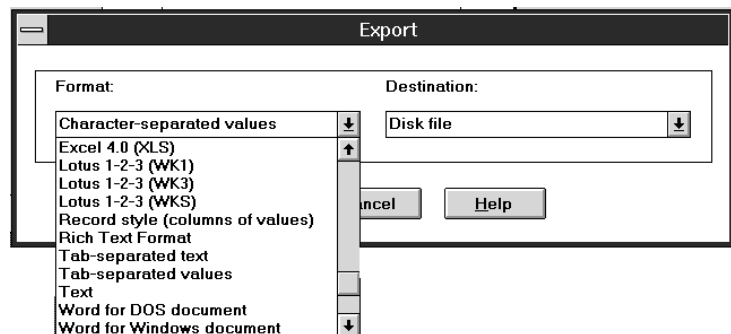 Export
Format:
Destination:
Character-separated values
Disk file
Excel 4.0 (XLS)
Lotus 1-2-3 (WK1)
Lotus 1-2-3 (WK3)
Lotus 1-2-3 (WKS)
Record style (columns of values)
Rich Text Format
Tab-separated text
Tab-separated values
Text
Word for DOS document
Word for Windows document
ncel
Help